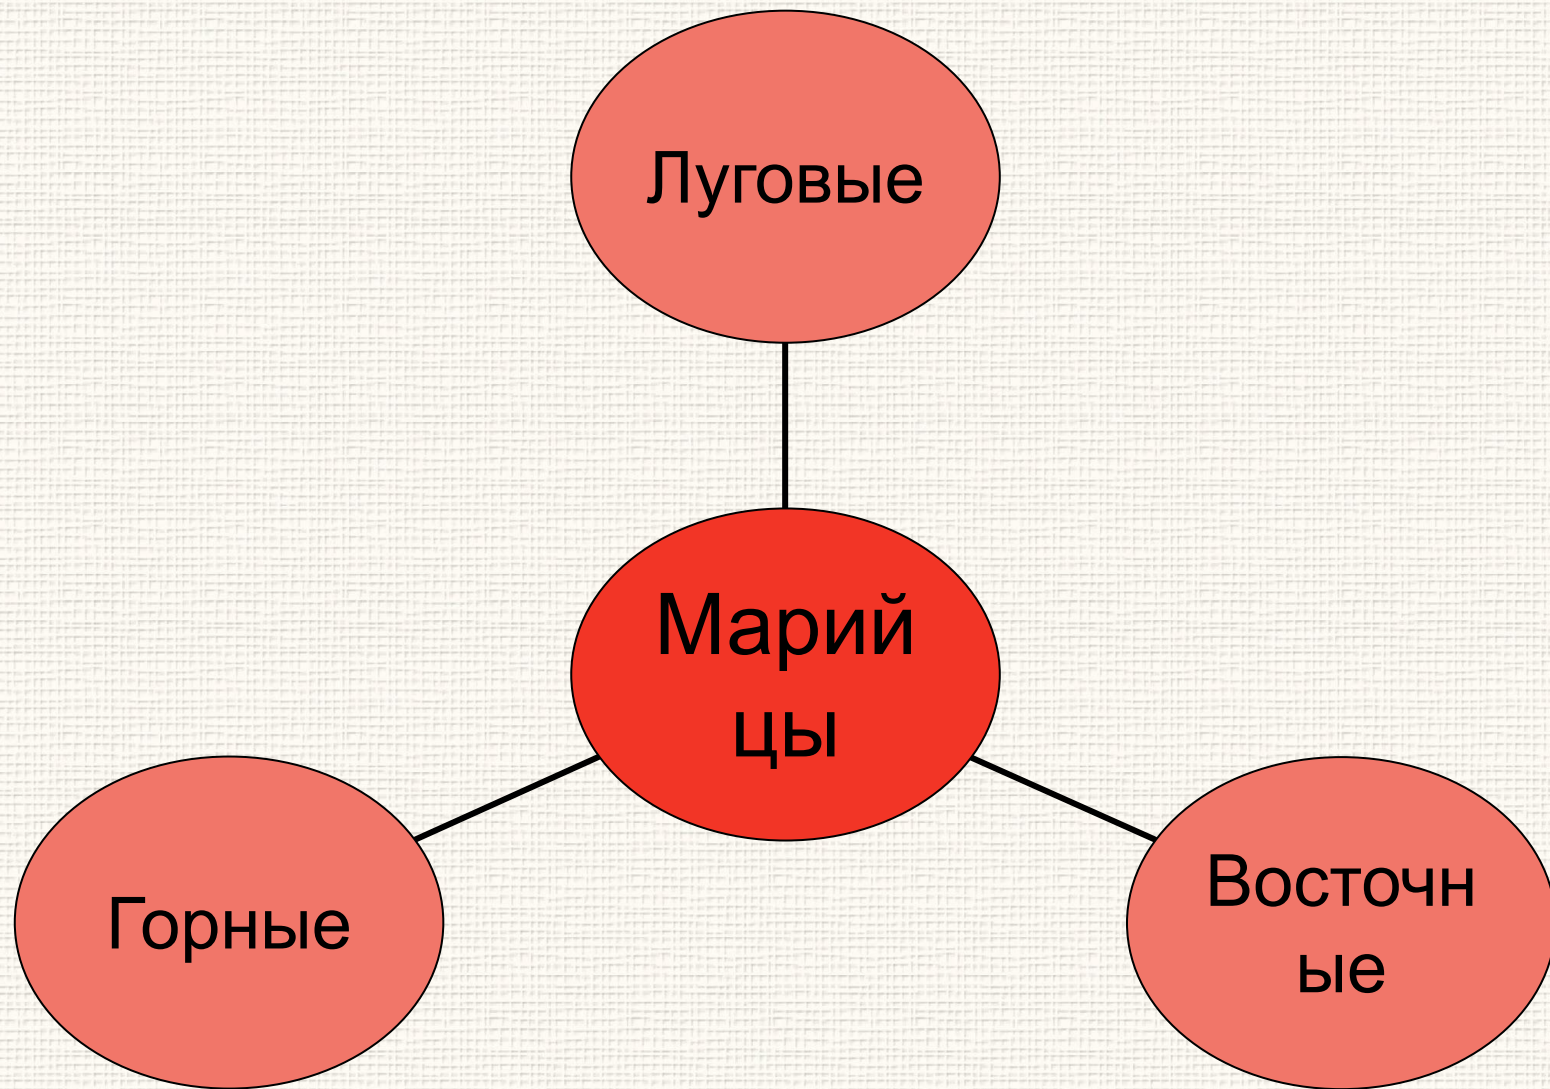 Луговые
Марий
цы
Горные
Восточн
ые